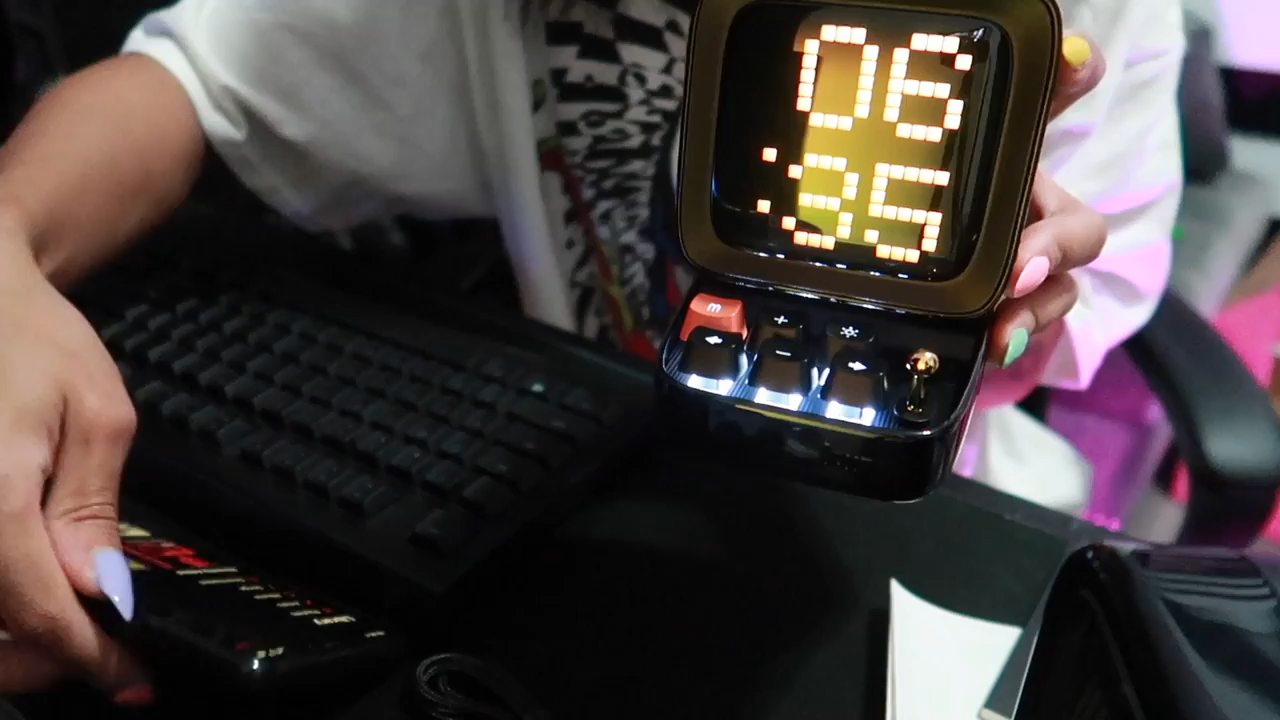 06
:35
m +
← − →